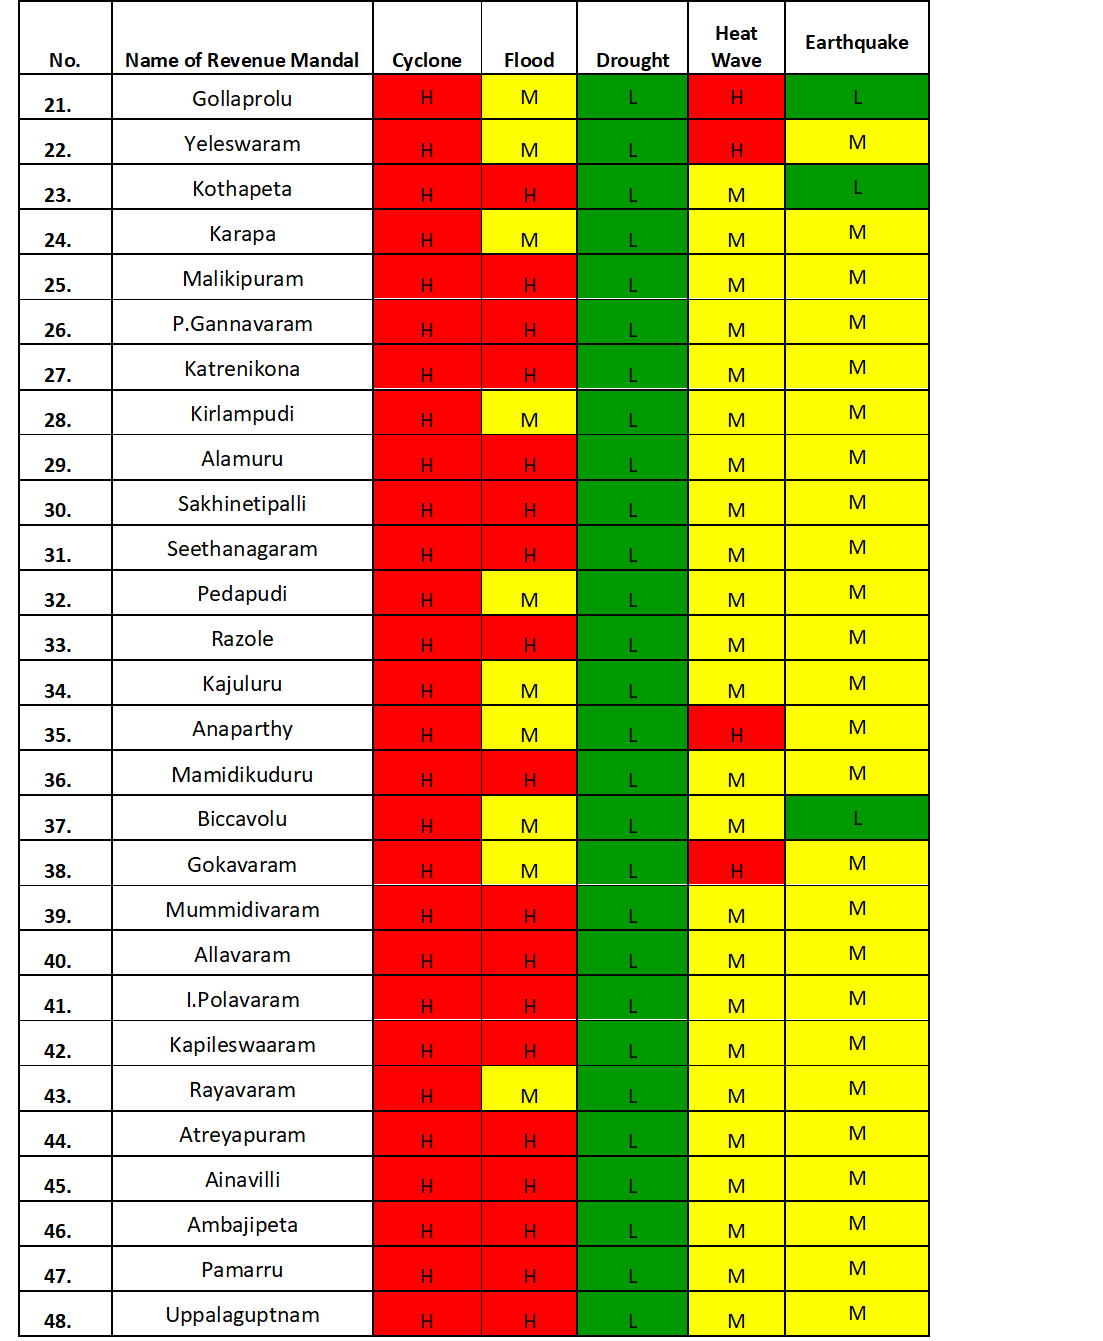 No. Name of Revenue Mandal Cyclone Flood Drought Heat Wave Earthquake
21. Gollaprolu H M L H L
22. Yeleswaram H M L H M
23. Kothapeta H H L M L
24. Karapa H M L M M
25. Malikipuram H H L M M
26. P.Gannavaram H H L M M
27. Katrenikona H H L M M
28. Kirlampudi H M L M M
29. Alamuru H H L M M
30. Sakhinetipalli H H L M M
31. Seethanagaram H H L M M
32. Pedapudi H M L M M
33. Razole H H L M M
34. Kajuluru H M L M M
35. Anaparthy H M L H M
36. Mamidikuduru H H L M M
37. Biccavolu H M L M L
38. Gokavaram H M L H M
39. Mummidivaram H H L M M
40. Allavaram H H L M M
41. I.Polavaram H H L M M
42. Kapileswaaram H H L M M
43. Rayavaram H M L M M
44. Atreyapuram H H L M M
45. Ainavilli H H L M M
46. Ambajipeta H H L M M
47. Pamarru H H L M M
48. Uppalaguptnam H H L M M